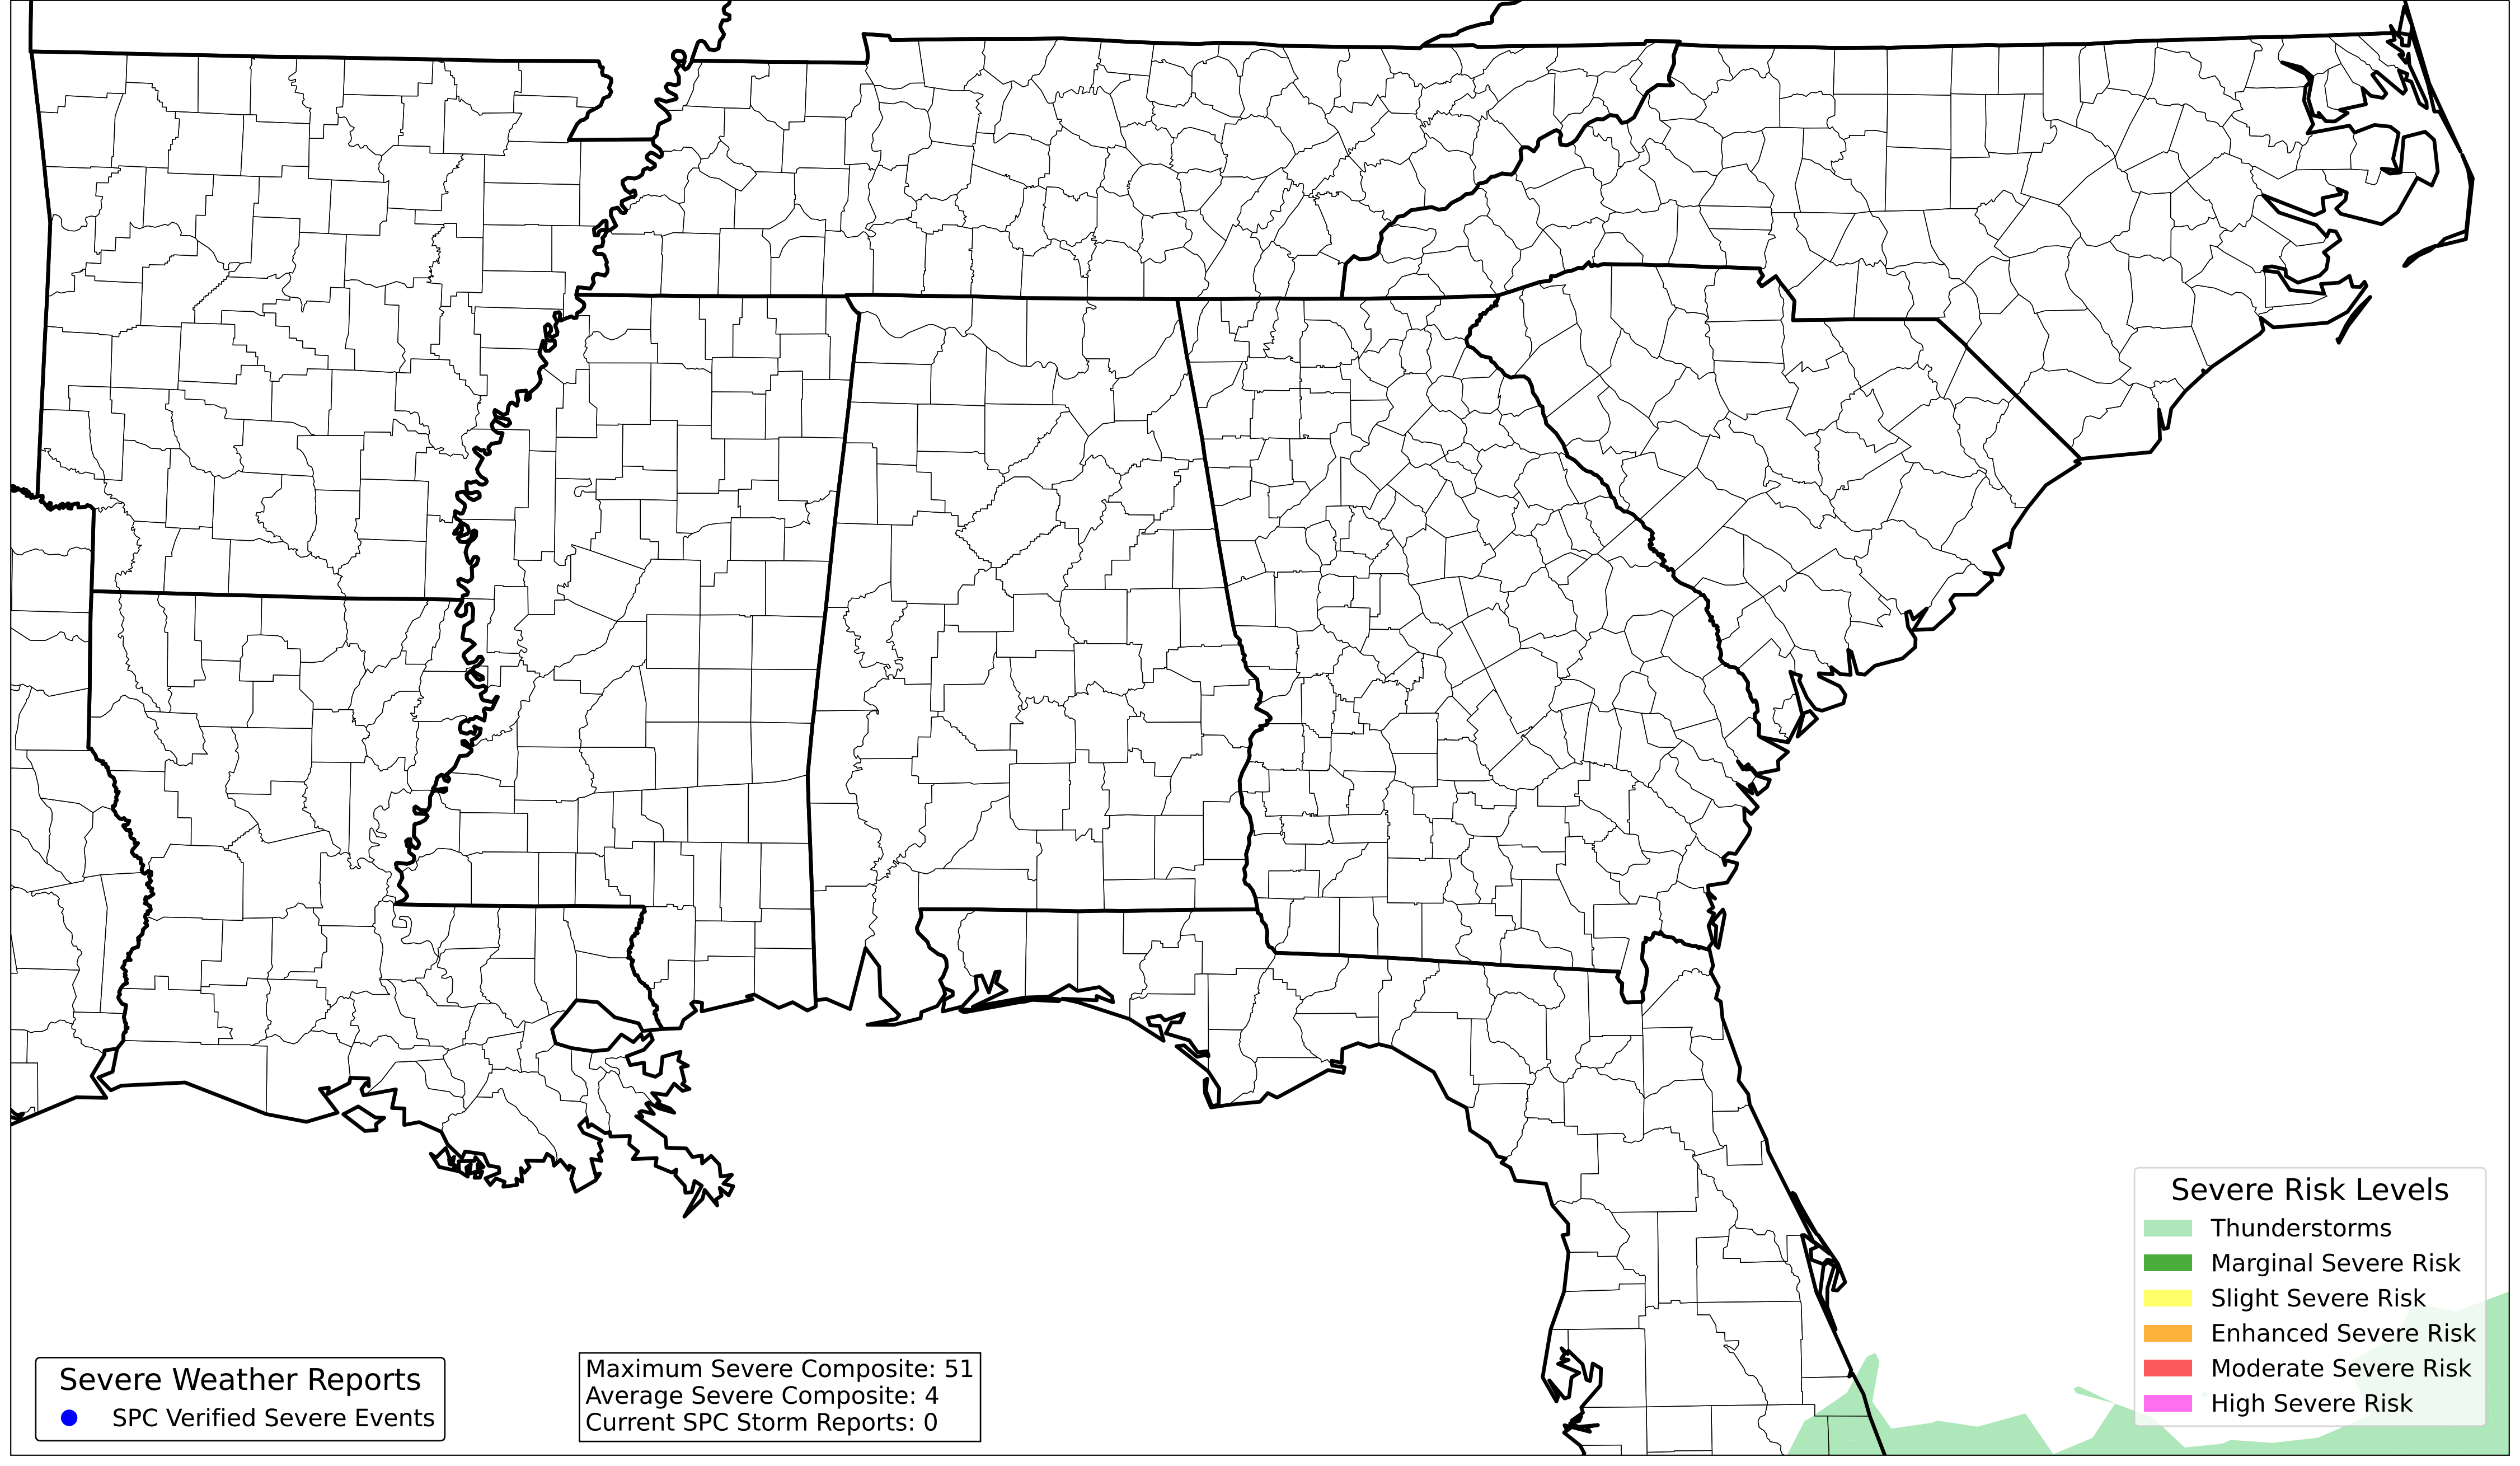 Severe Risk Levels
Thunderstorms
Marginal Severe Risk
Slight Severe Risk
Enhanced Severe Risk
Moderate Severe Risk
High Severe Risk
Severe Weather Reports
SPC Verified Severe Events
Maximum Severe Composite: 51
Average Severe Composite: 4
Current SPC Storm Reports: 0